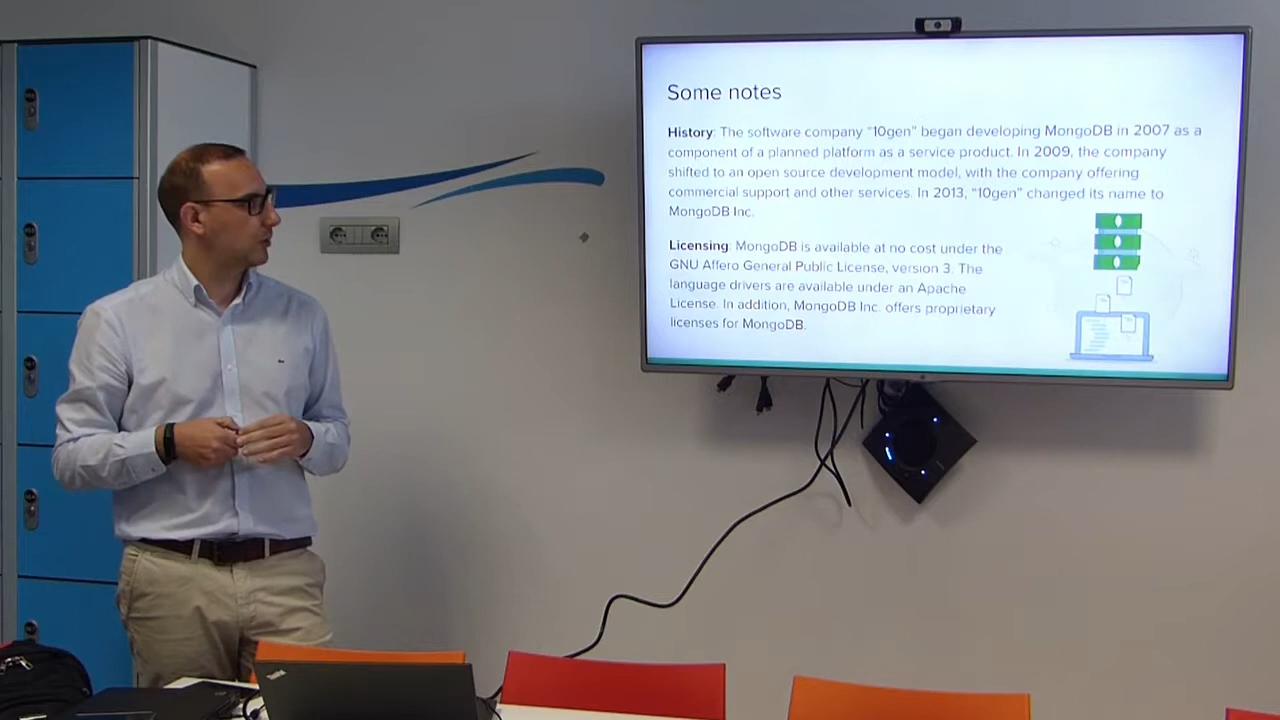 Some notes
History: The software company “10gen” began developing MongoDB in 2007 as a
component of a planned platform as a service product. In 2009, the company
shifted to an open source development model, with the company offering
commercial support and other services. In 2013, “10gen” changed its name to
MongoDB Inc.
Licensing: MongoDB is available at no cost under the
GNU Affero General Public License, version 3. The
language drivers are available under an Apache
License. In addition, MongoDB Inc. offers proprietary
licenses for MongoDB.
ThinkPad